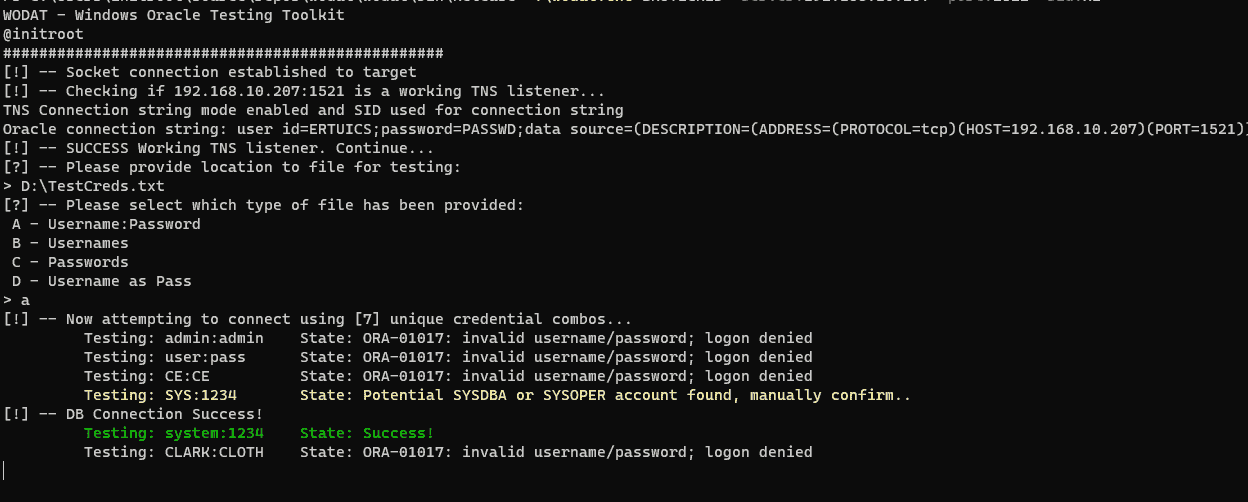 WODAT - Windows Oracle Testing Toolkit
@initroot
#################################################
[!] -- Socket connection established to target
[!] -- Checking if 192.168.10.207:1521 is a working TNS listener...
TNS Connection string mode enabled and SID used for connection string
Oracle connection string: user id=ERTUICS;password=PASSWD;data source=(DESCRIPTION=(ADDRESS=(PROTOCOL=tcp)(HOST=192.168.10.207)(PORT=1521))
[!] -- SUCCESS Working TNS listener. Continue...
[?] -- Please provide location to file for testing:
> D:\TestCreds.txt
[?] -- Please select which type of file has been provided:
A - Username:Password
B - Usernames
C - Passwords
D - Username as Pass
> a
[!] -- Now attempting to connect using [7] unique credential combos...
Testing: admin:admin State: ORA-01017: invalid username/password; logon denied
Testing: user:pass State: ORA-01017: invalid username/password; logon denied
Testing: CE:CE State: ORA-01017: invalid username/password; logon denied
Testing: SYS:1234 State: Potential SYSDBA or SYSOPER account found, manually confirm..
[!] -- DB Connection Success!
Testing: system:1234 State: Success!
Testing: CLARK:CLOTH State: ORA-01017: invalid username/password; logon denied